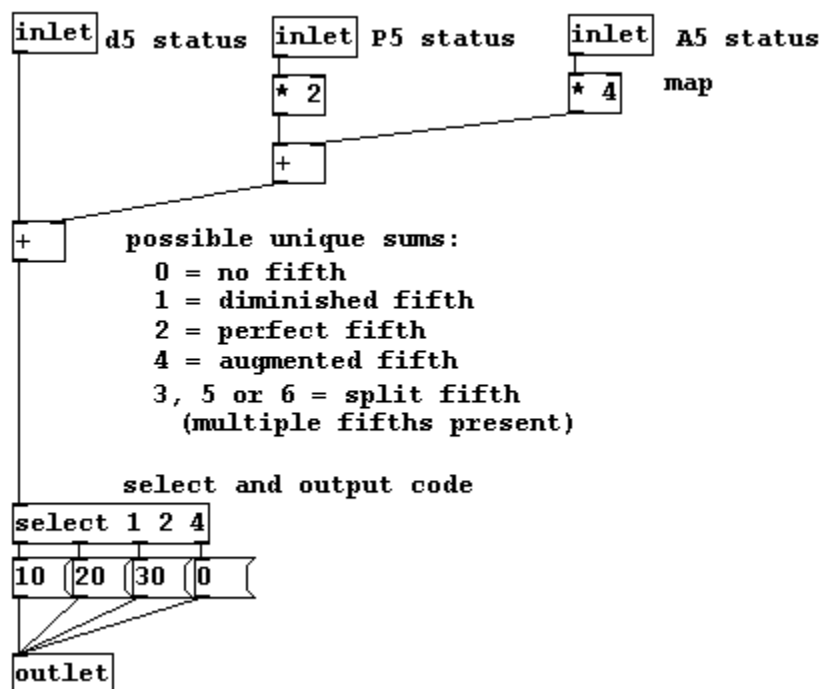 inlet d5 status inlet P5 status inlet A5 status
* 2 * 4 map
+
+ possible unique sums:
0 = no fifth
1 = diminished fifth
2 = perfect fifth
4 = augmented fifth
3, 5 or 6 = split fifth
(multiple fifths present)
select and output code
select 1 2 4
10 20 30 0
outlet